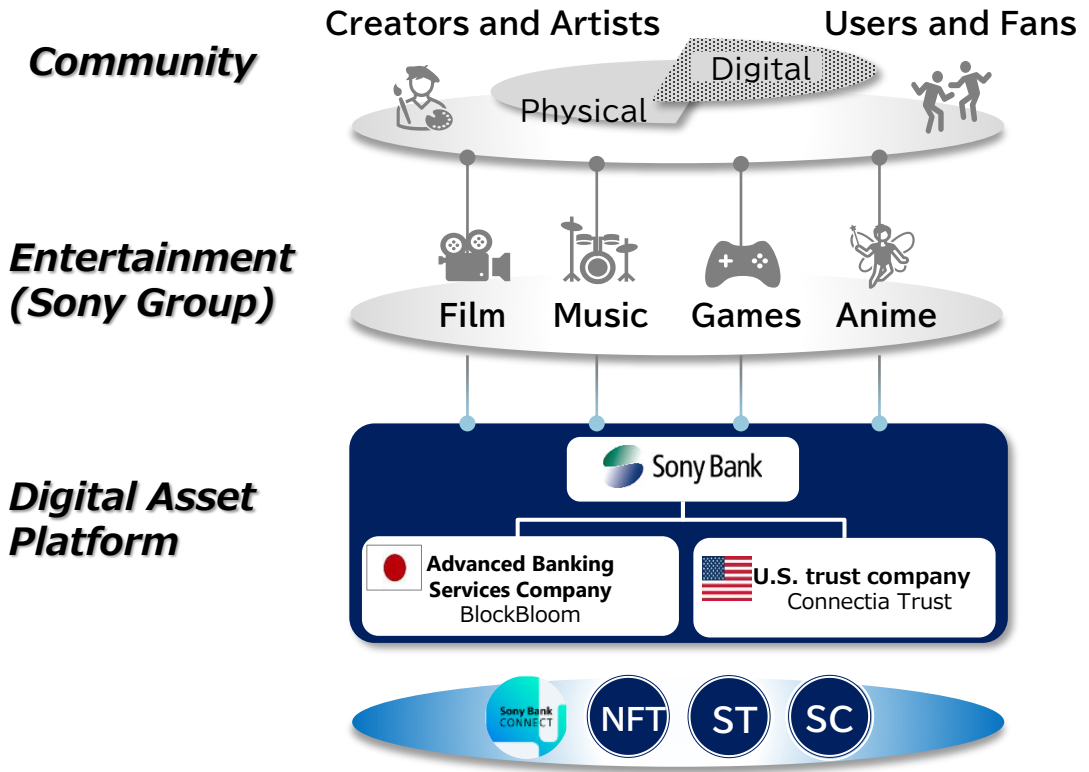 Creators and Artists
Users and Fans
Community
Digital
Physical
Entertainment
(Sony Group)
Film
Music
Games
Anime
Sony Bank
Digital Asset
Platform
Advanced Banking
Services Company
BlockBloom
U.S. trust company
Connectia Trust
Sony Bank
CONNECT
NFT
ST
SC